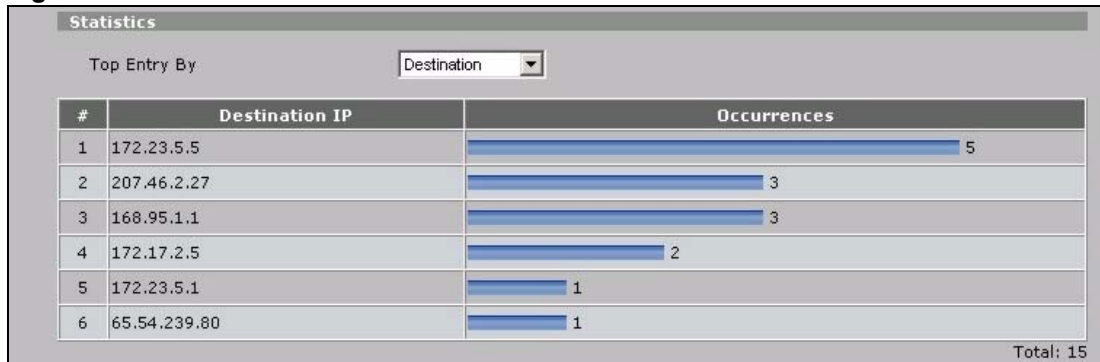 Statistics
Top Entry By Destination
# Destination IP Occurrences
1 172.23.5.5 5
2 207.46.2.27 3
3 168.95.1.1 3
4 172.17.2.5 2
5 172.23.5.1 1
6 65.54.239.80 1
Total: 15